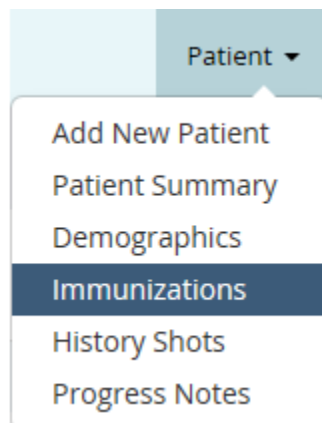 Patient
Add New Patient
Patient Summary
Demographics
Immunizations
History Shots
Progress Notes